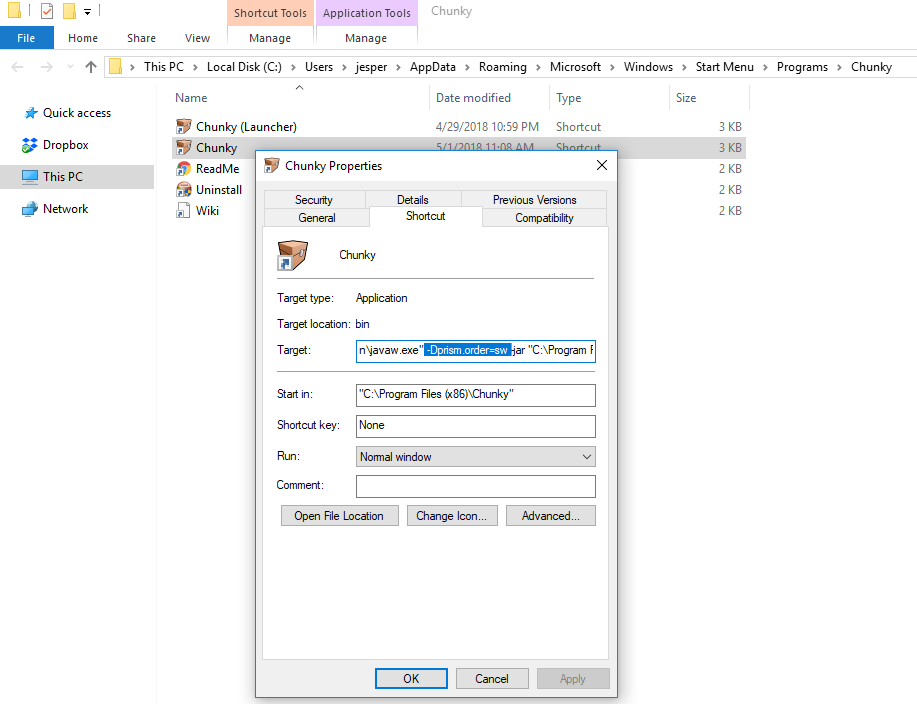 Shortcut Tools Application Tools Chunky
File Home Share View Manage Manage
This PC Local Disk (C:) Users jesper AppData Roaming Microsoft Windows Start Menu Programs Chunky
Name Date modified Type Size
Quick access
Dropbox
This PC
Network
Chunky (Launcher) 4/29/2018 10:59 PM Shortcut 3 KB
Chunky 5/1/2018 11:08 AM Shortcut 3 KB
ReadMe 2 KB
Uninstall 2 KB
Wiki 2 KB
Chunky Properties
Security Details Previous Versions
General Shortcut Compatibility
Chunky
Target type: Application
Target location: bin
Target: n\javaw.exe" -Dprism.order=sw -jar "C:\Program F
Start in: "C:\Program Files (x86)\Chunky"
Shortcut key: None
Run: Normal window
Comment:
Open File Location Change Icon... Advanced...
OK Cancel Apply